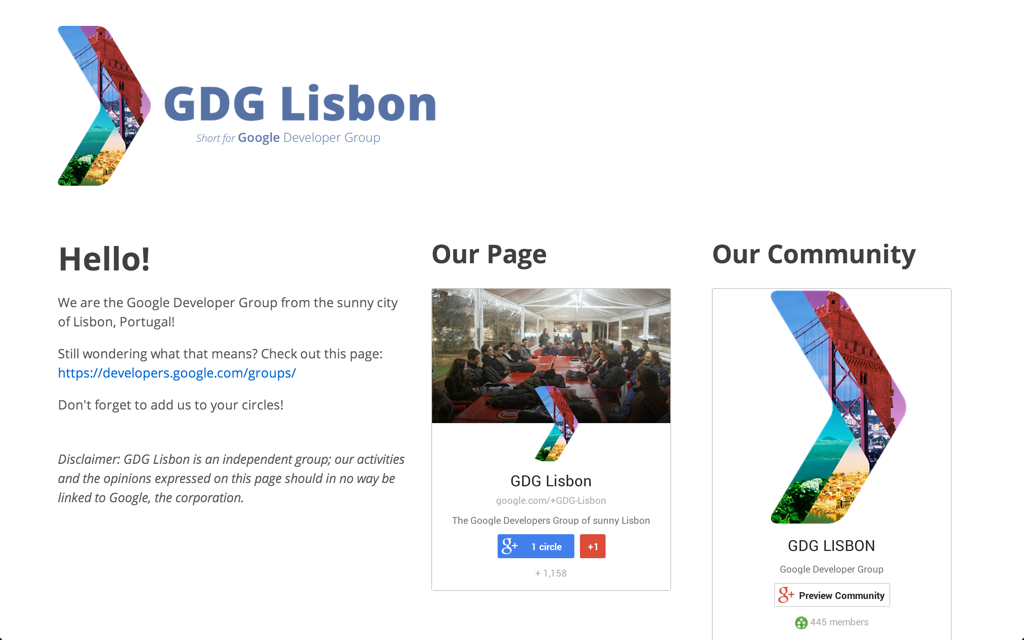 GDG Lisbon
Short for Google Developer Group
Hello!
We are the Google Developer Group from the sunny city
of Lisbon, Portugal!
Still wondering what that means? Check out this page:
https://developers.google.com/groups/
Don't forget to add us to your circles!
Disclaimer: GDG Lisbon is an independent group; our activities
and the opinions expressed on this page should in no way be
linked to Google, the corporation.
Our Page
GDG Lisbon
google.com/+GDG-Lisbon
The Google Developers Group of sunny Lisbon
g+ 1 circle +1
+ 1,158
Our Community
GDG LISBON
Google Developer Group
g+ Preview Community
445 members